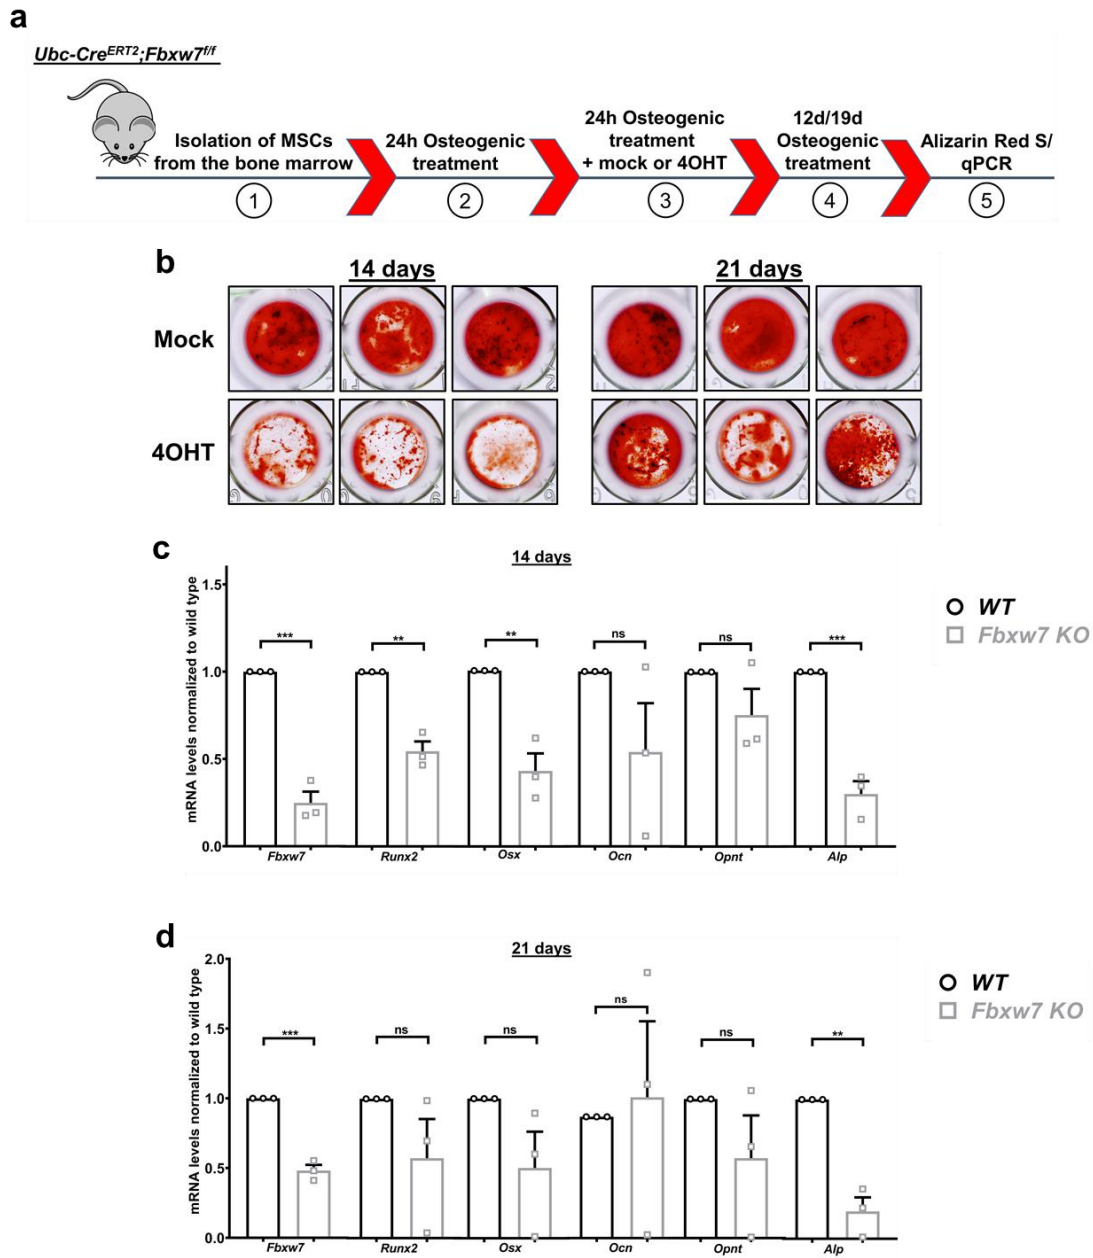 a
Ubc-CreERT2;Fbxw7f/f
Isolation of MSCs
from the bone marrow
1
24h Osteogenic
treatment
2
24h Osteogenic
treatment
+ mock or 4OHT
3
12d/19d
Osteogenic
treatment
4
Alizarin Red S/
qPCR
5
b
14 days
21 days
Mock
4OHT
c
14 days
mRNA levels normalized to wild type
1.5
1.0
0.5
0.0
***
**
**
ns
ns
***
Fbxw7
Runx2
Osx
Ocn
Opnt
Alp
WT
Fbxw7 KO
d
21 days
mRNA levels normalized to wild type
2.0
1.5
1.0
0.5
0.0
***
ns
ns
ns
ns
**
Fbxw7
Runx2
Osx
Ocn
Opnt
Alp
WT
Fbxw7 KO